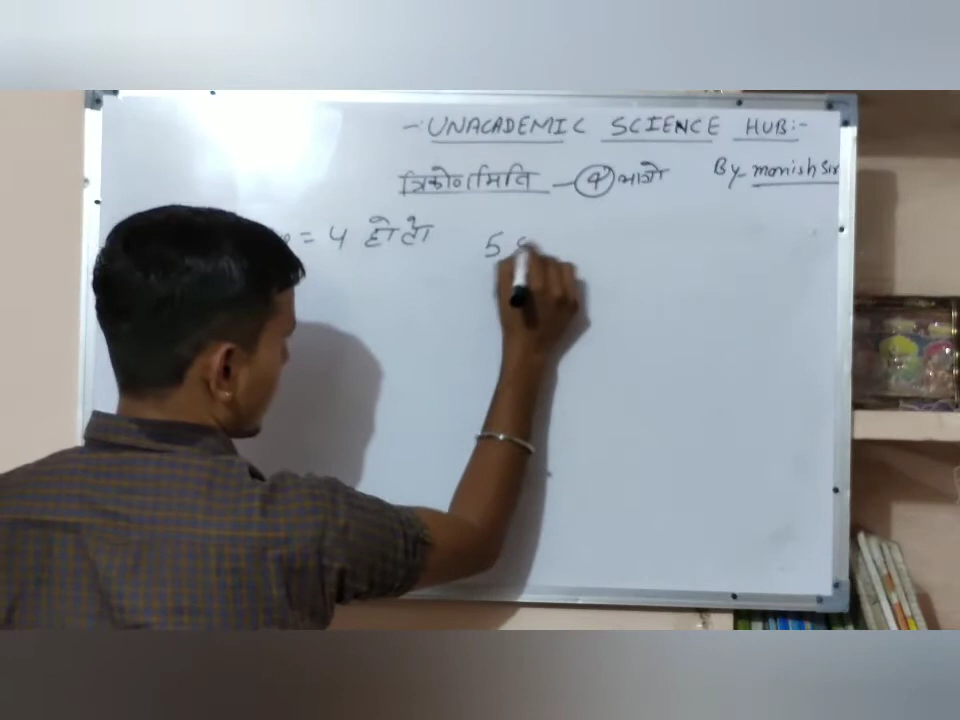 -: UNACADEMIC SCIENCE HUB:-
त्रिकोणमिति - 4 मात्रो By- monish Sir
= 4 हो तो 5